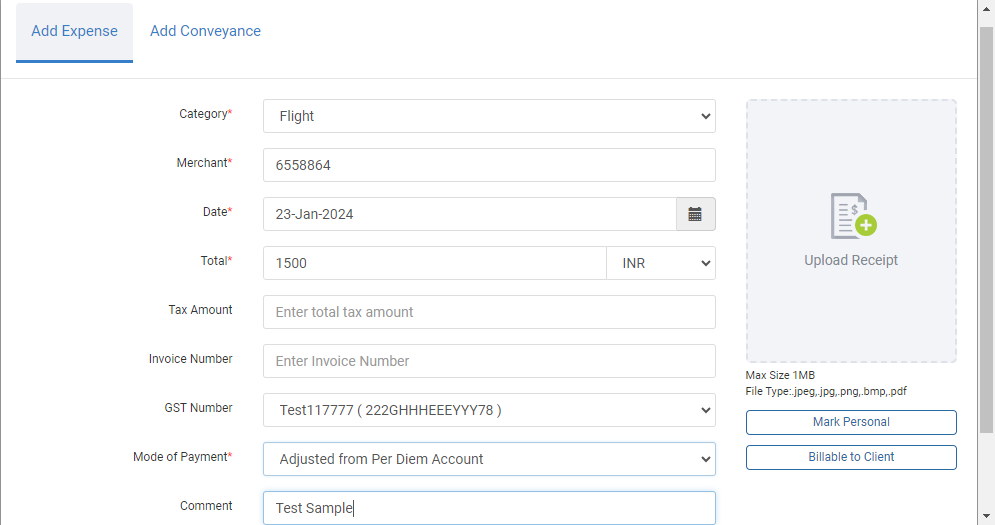 Add Expense Add Conveyance
Category* Flight
Merchant* 6558864
Date* 23-Jan-2024
Total* 1500 INR
Upload Receipt
Tax Amount Enter total tax amount
Invoice Number Enter Invoice Number
Max Size 1MB
File Type:.jpeg,.jpg,.png,.bmp,.pdf
GST Number Test117777 ( 222GHHHEEEYYY78 )
Mark Personal
Mode of Payment* Adjusted from Per Diem Account
Billable to Client
Comment Test Sample